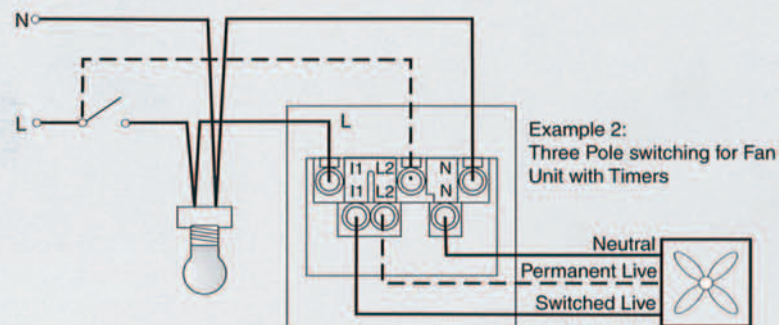 N
L
L
Example 2:
Three Pole switching for Fan
Unit with Timers
I1 L2 N
I1 L2 N
Neutral
Permanent Live
Switched Live